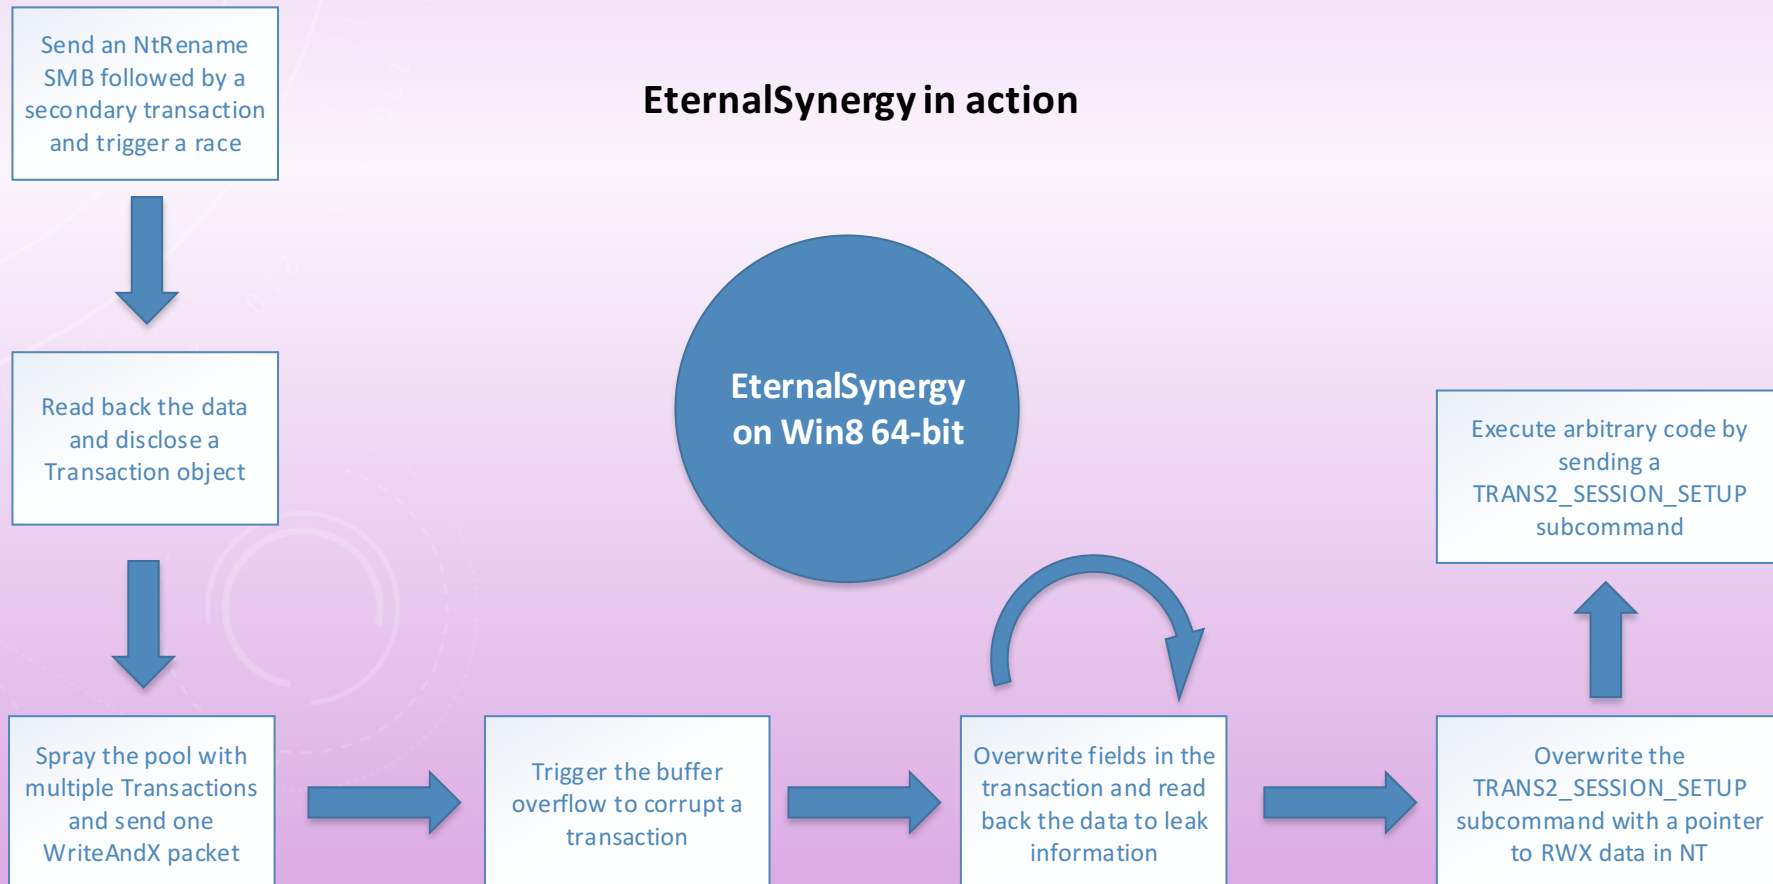 EternalSynergy in action
Send an NtRename
SMB followed by a
secondary transaction
and trigger a race
Read back the data
and disclose a
Transaction object
Spray the pool with
multiple Transactions
and send one
WriteAndX packet
Trigger the buffer
overflow to corrupt a
transaction
Overwrite fields in the
transaction and read
back the data to leak
information
Overwrite the
TRANS2_SESSION_SETUP
subcommand with a pointer
to RWX data in NT
Execute arbitrary code by
sending a
TRANS2_SESSION_SETUP
subcommand
EternalSynergy
on Win8 64-bit